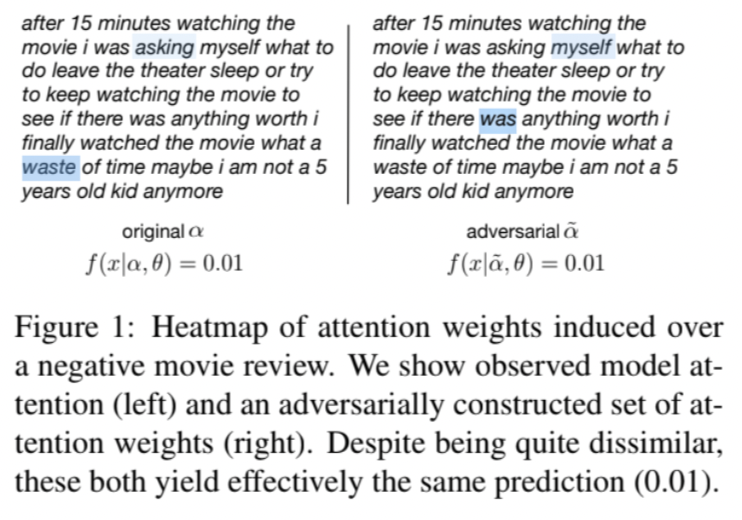 after 15 minutes watching the
movie i was asking myself what to
do leave the theater sleep or try
to keep watching the movie to
see if there was anything worth i
finally watched the movie what a
waste of time maybe i am not a 5
years old kid anymore
original α
f(x|α, θ) = 0.01
after 15 minutes watching the
movie i was asking myself what to
do leave the theater sleep or try
to keep watching the movie to
see if there was anything worth i
finally watched the movie what a
waste of time maybe i am not a 5
years old kid anymore
adversarial α̃
f(x|α̃, θ) = 0.01
Figure 1: Heatmap of attention weights induced over
a negative movie review. We show observed model at-
tention (left) and an adversarially constructed set of at-
tention weights (right). Despite being quite dissimilar,
these both yield effectively the same prediction (0.01).